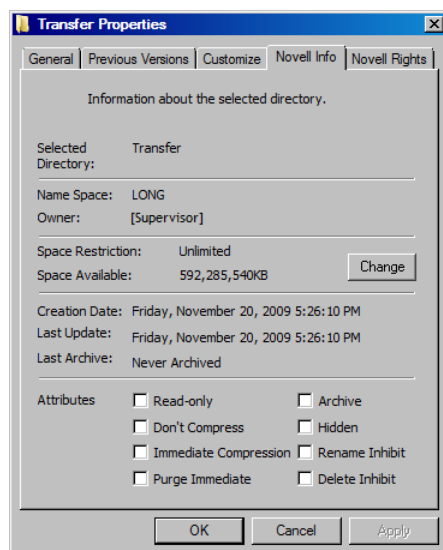 Transfer Properties
General Previous Versions Customize Novell Info Novell Rights
Information about the selected directory.
Selected Transfer
Directory:
Name Space: LONG
Owner: [Supervisor]
Space Restriction: Unlimited
Space Available: 592,285,540KB
Change
Creation Date: Friday, November 20, 2009 5:26:10 PM
Last Update: Friday, November 20, 2009 5:26:10 PM
Last Archive: Never Archived
Attributes Read-only Archive
Don't Compress Hidden
Immediate Compression Rename Inhibit
Purge Immediate Delete Inhibit
OK Cancel Apply